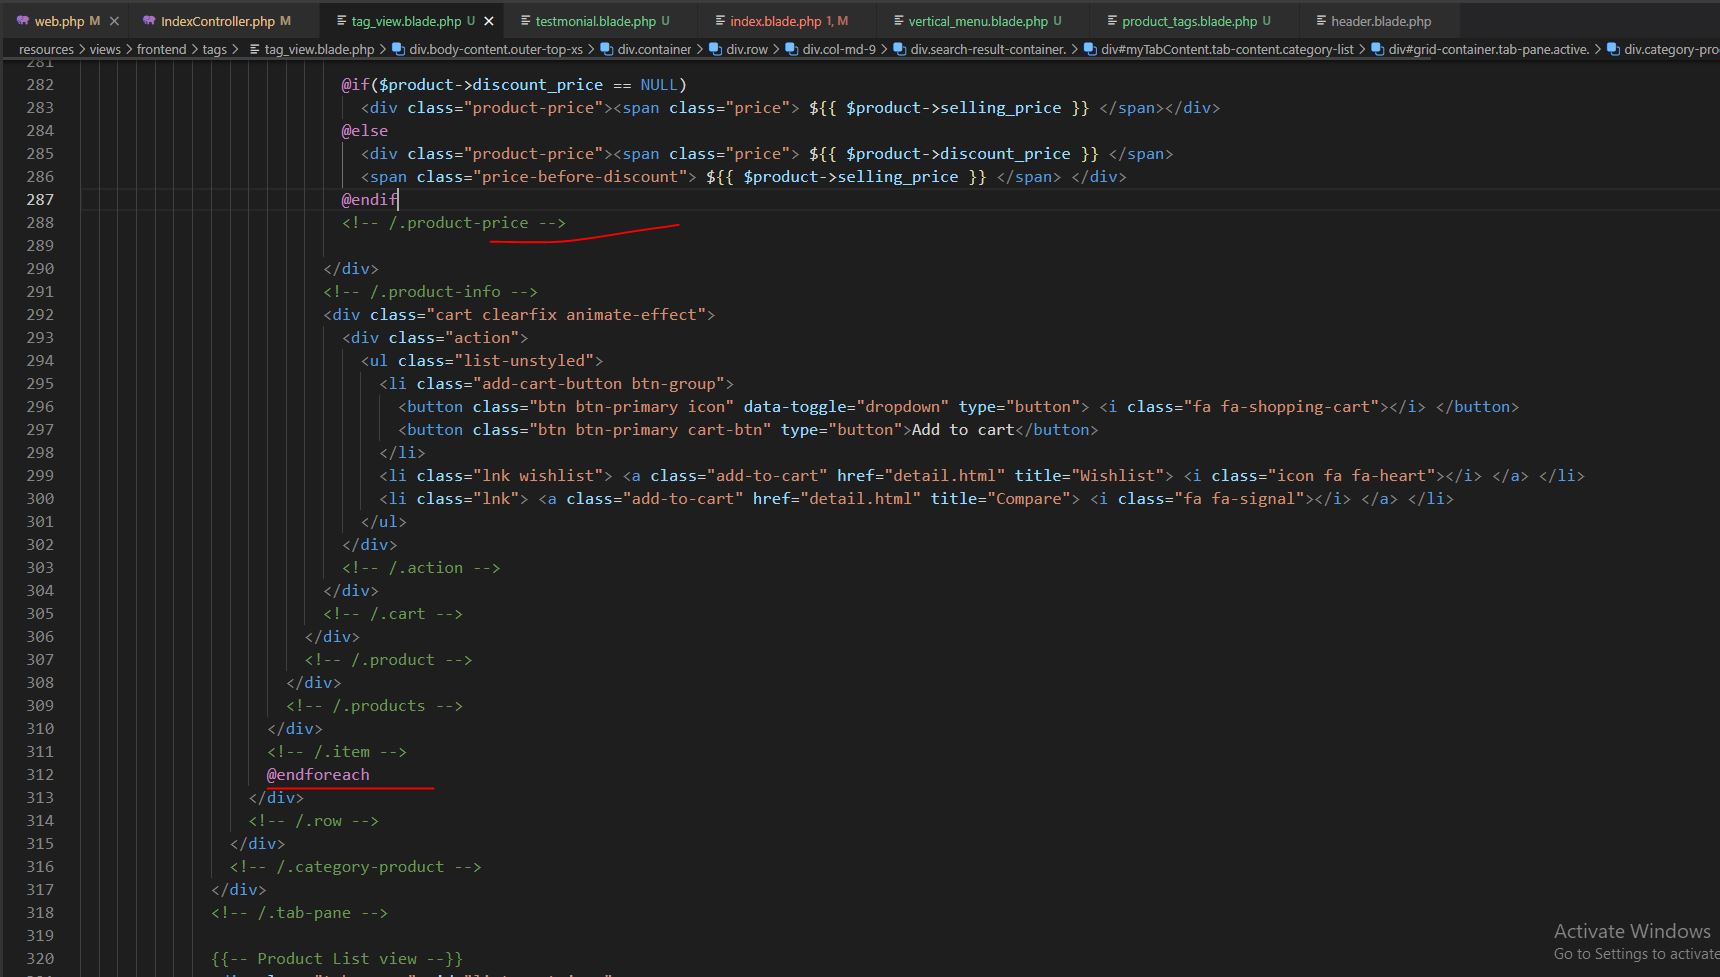 web.php M
IndexController.php M
tag_view.blade.php U
testmonial.blade.php U
index.blade.php 1, M
vertical_menu.blade.php U
product_tags.blade.php U
header.blade.php
resources > views > frontend > tags > tag_view.blade.php > div.body-content.outer-top-xs > div.container > div.row > div.col-md-9 > div.search-result-container. > div#myTabContent.tab-content.category-list > div#grid-container.tab-pane.active. > div.category-pro
281
282 @if($product->discount_price == NULL)
283 <div class="product-price"><span class="price"> ${{ $product->selling_price }} </span></div>
284 @else
285 <div class="product-price"><span class="price"> ${{ $product->discount_price }} </span>
286 <span class="price-before-discount"> ${{ $product->selling_price }} </span> </div>
287 @endif
288 <!-- /.product-price -->
289
290 </div>
291 <!-- /.product-info -->
292 <div class="cart clearfix animate-effect">
293 <div class="action">
294 <ul class="list-unstyled">
295 <li class="add-cart-button btn-group">
296 <button class="btn btn-primary icon" data-toggle="dropdown" type="button"> <i class="fa fa-shopping-cart"></i> </button>
297 <button class="btn btn-primary cart-btn" type="button">Add to cart</button>
298 </li>
299 <li class="lnk wishlist"> <a class="add-to-cart" href="detail.html" title="Wishlist"> <i class="icon fa fa-heart"></i> </a> </li>
300 <li class="lnk"> <a class="add-to-cart" href="detail.html" title="Compare"> <i class="fa fa-signal"></i> </a> </li>
301 </ul>
302 </div>
303 <!-- /.action -->
304 </div>
305 <!-- /.cart -->
306 </div>
307 <!-- /.product -->
308 </div>
309 <!-- /.products -->
310 </div>
311 <!-- /.item -->
312 @endforeach
313 </div>
314 <!-- /.row -->
315 </div>
316 <!-- /.category-product -->
317 </div>
318 <!-- /.tab-pane -->
319
320 {{-- Product List view --}}
Activate Windows
Go to Settings to activate